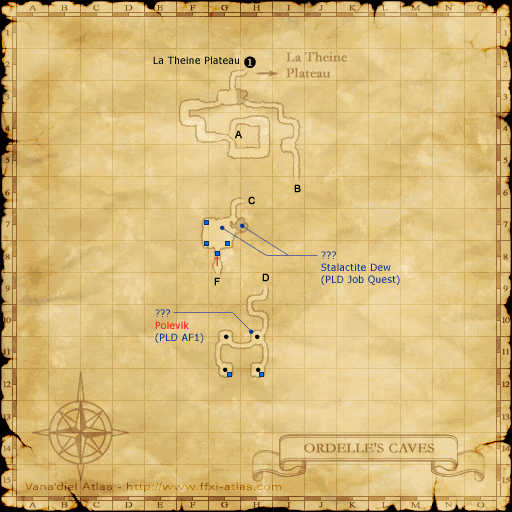 A B C D E F G H I J K L M N O
1
2
La Theine Plateau 1
La Theine
Plateau
3
4
A
5
6
B
C
7
???
Stalactite Dew
(PLD Job Quest)
8
D
F
9
???
Polevik
(PLD AF1)
10
11
12
13
14
ORDELLE'S CAVES
15
Vana'diel Atlas - http://www.ffxi-atlas.com
A B C D E F G H I J K L M N O